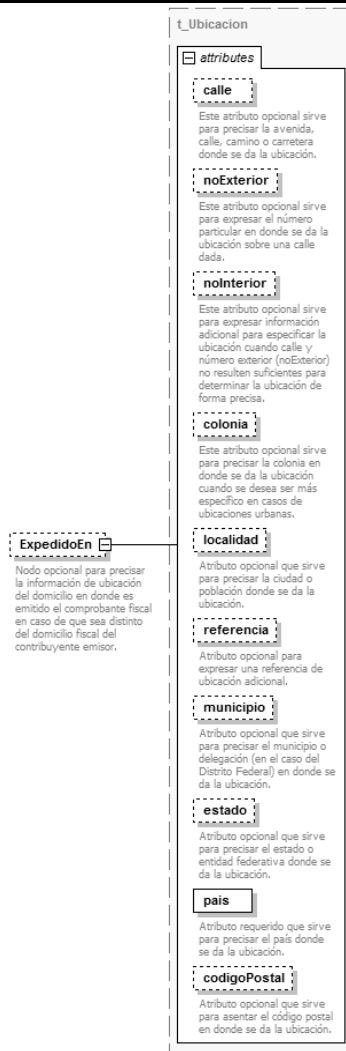 t_Ubicacion
attributes
calle
Este atributo opcional sirve
para precisar la avenida,
calle, camino o carretera
donde se da la ubicación.
noExterior
Este atributo opcional sirve
para expresar el número
particular en donde se da la
ubicación sobre una calle
dada.
noInterior
Este atributo opcional sirve
para expresar información
adicional para especificar la
ubicación cuando calle y
número exterior (noExterior)
no resulten suficientes para
determinar la ubicación de
forma precisa.
colonia
Este atributo opcional sirve
para precisar la colonia en
donde se da la ubicación
cuando se desea ser más
específico en casos de
ubicaciones urbanas.
ExpedidoEn
Nodo opcional para precisar
la información de ubicación
del domicilio en donde es
emitido el comprobante fiscal
en caso de que sea distinto
del domicilio fiscal del
contribuyente emisor.
localidad
Atributo opcional que sirve
para precisar la ciudad o
población donde se da la
ubicación.
referencia
Atributo opcional para
expresar una referencia de
ubicación adicional.
municipio
Atributo opcional que sirve
para precisar el municipio o
delegación (en el caso del
Distrito Federal) en donde se
da la ubicación.
estado
Atributo opcional que sirve
para precisar el estado o
entidad federativa donde se
da la ubicación.
pais
Atributo requerido que sirve
para precisar el país donde
se da la ubicación.
codigoPostal
Atributo opcional que sirve
para asentar el código postal
en donde se da la ubicación.